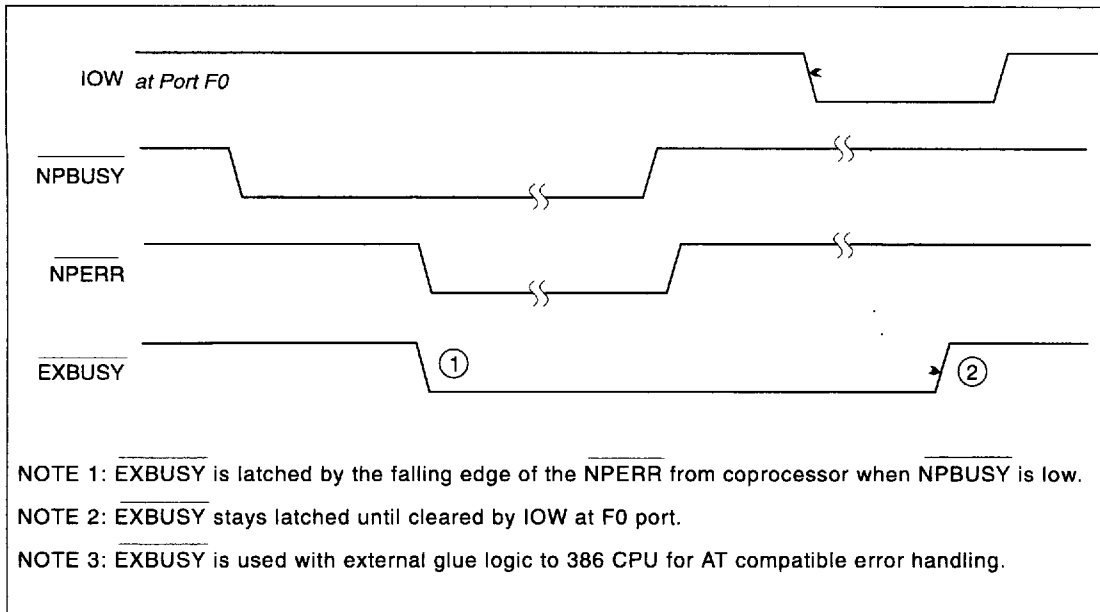 IOW at Port F0
NPBUSY
NPERR
EXBUSY
1
2
NOTE 1: EXBUSY is latched by the falling edge of the NPERR from coprocessor when NPBUSY is low.
NOTE 2: EXBUSY stays latched until cleared by IOW at F0 port.
NOTE 3: EXBUSY is used with external glue logic to 386 CPU for AT compatible error handling.